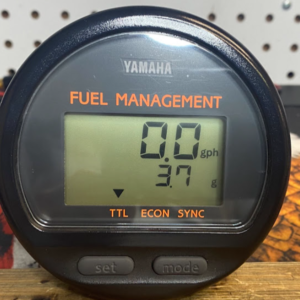 YAMAHA
FUEL MANAGEMENT
0.0 gph
3.7 g
TTL ECON SYNC
set mode